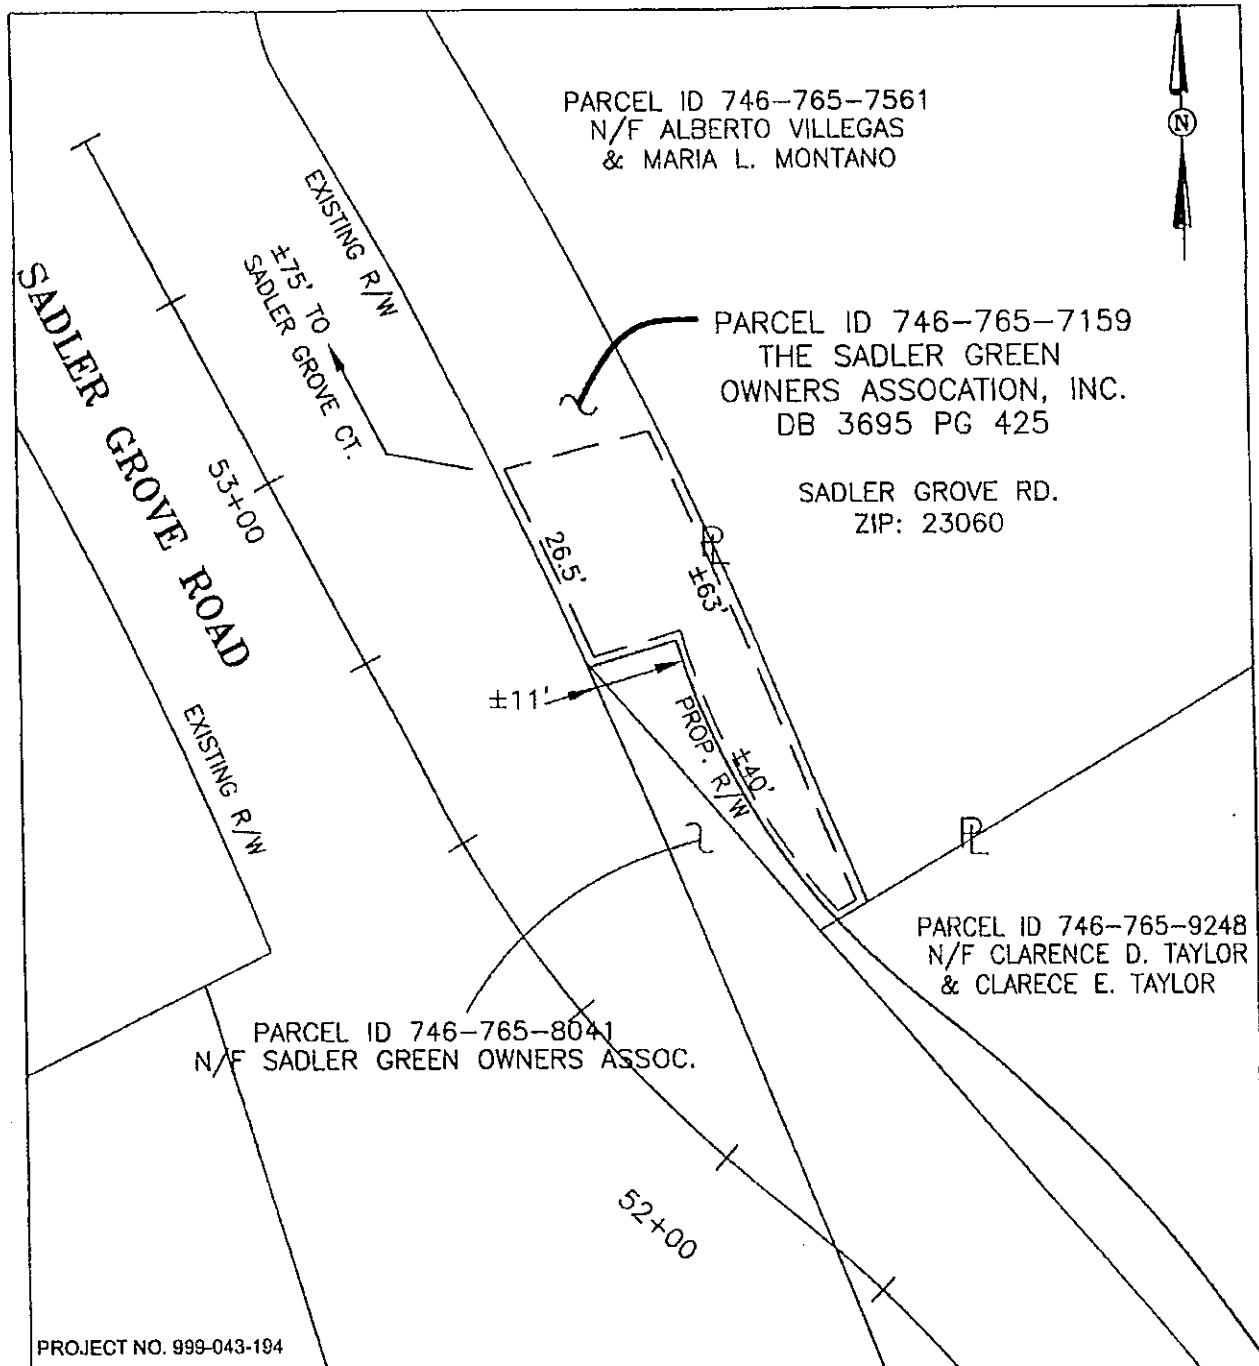 PARCEL ID 746-765-7561
N/F ALBERTO VILLEGAS
& MARIA L. MONTANO
N
EXISTING R/W
±75' TO
SADLER GROVE CT.
SADLER GROVE ROAD
53+00
PARCEL ID 746-765-7159
THE SADLER GREEN
OWNERS ASSOCATION, INC.
DB 3695 PG 425
SADLER GROVE RD.
ZIP: 23060
26.5'
PL
±63'
±11'
PROP. R/W
±40'
EXISTING R/W
PL
PARCEL ID 746-765-9248
N/F CLARENCE D. TAYLOR
& CLARECE E. TAYLOR
PARCEL ID 746-765-8041
N/F SADLER GREEN OWNERS ASSOC.
52+00
PROJECT NO. 999-043-194